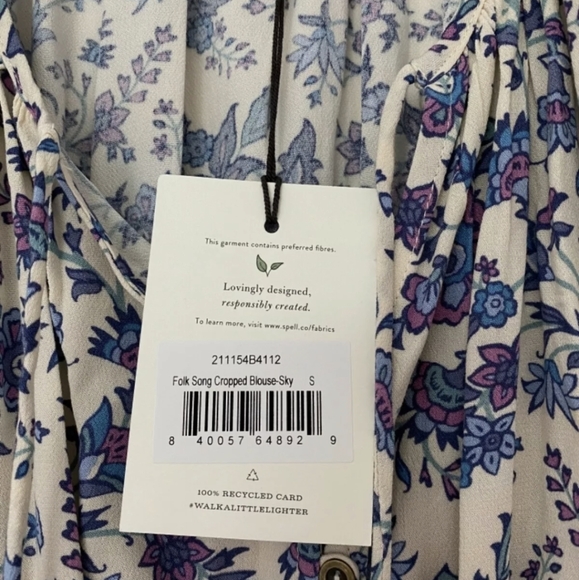 This garment contains preferred fibres.
Lovingly designed,
responsibly created.
To learn more, visit www.spell.co/fabrics
211154B4112
Folk Song Cropped Blouse-Sky S
8 40057 64892 9
100% RECYCLED CARD
#WALKALITTLELIGHTER